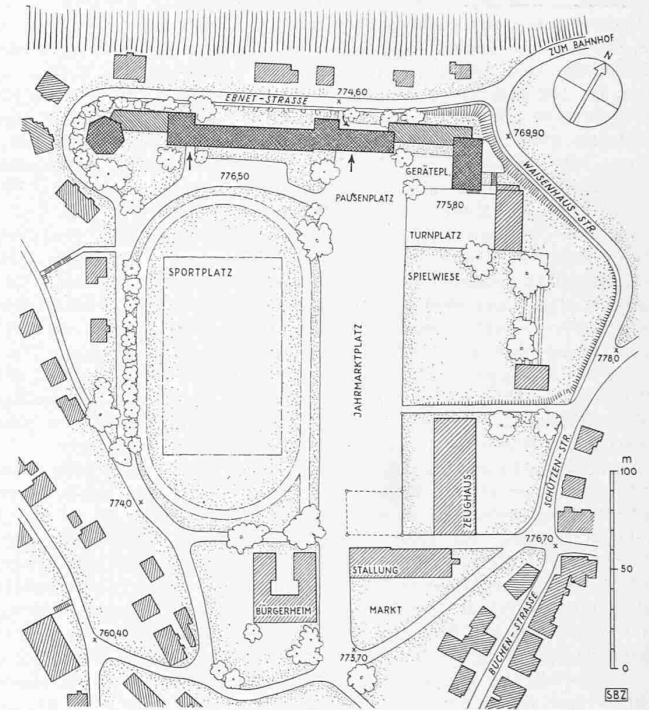 ZUM BAHNHOF
N
EBNET-STRASSE
774,60
769,90
WAISENHAUS-STR.
776,50
GERÄTEPL.
PAUSENPLATZ
775,80
TURNPLATZ
SPORTPLATZ
SPIELWIESE
JAHRMARKTPLATZ
778,0
m
100
SCHÜTZEN-STR.
ZEUGHAUS
774,0
776,70
50
STALLUNG
BÜRGERHEIM
MARKT
BUCHEN-STRASSE
760,40
773,70
0
SBZ